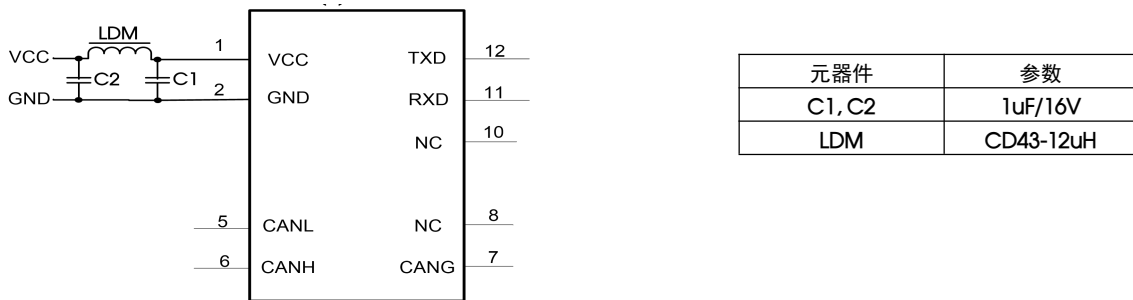 LDM
VCC
C2
C1
GND
1
2
VCC
GND
TXD
RXD
NC
12
11
10
5
6
CANL
CANH
NC
CANG
8
7
元器件 参数
C1, C2 1uF/16V
LDM CD43-12uH